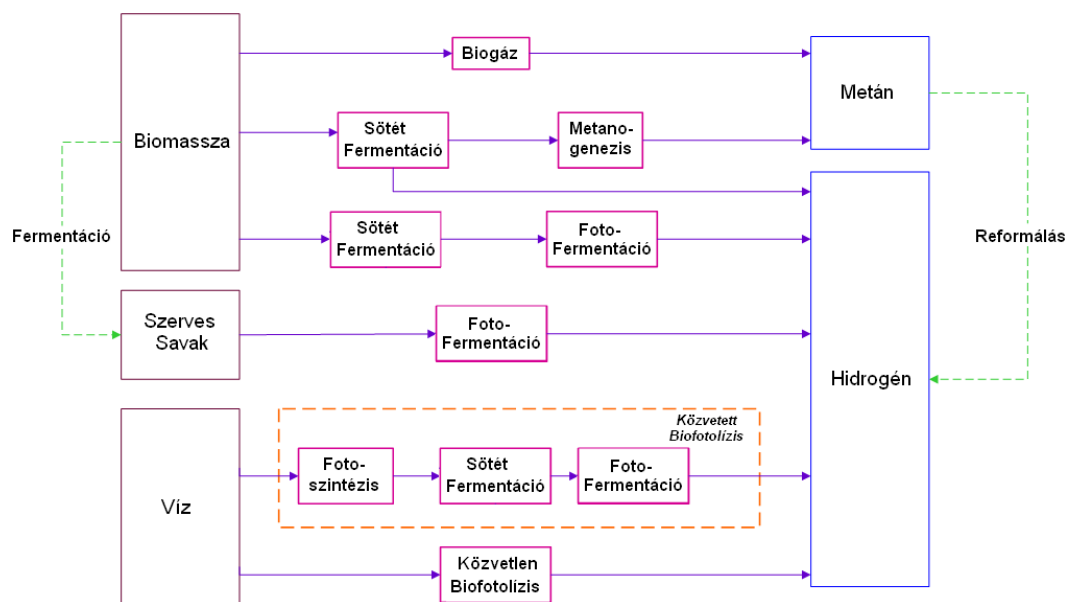 Biogáz
Metán
Biomassza
Sötét
Fermentáció
Metano-
genezis
Fermentáció
Sötét
Fermentáció
Foto-
Fermentáció
Reformálás
Szerves
Savak
Foto-
Fermentáció
Hidrogén
Közvetett
Biofotolízis
Víz
Foto-
szintézis
Sötét
Fermentáció
Foto-
Fermentáció
Közvetlen
Biofotolízis